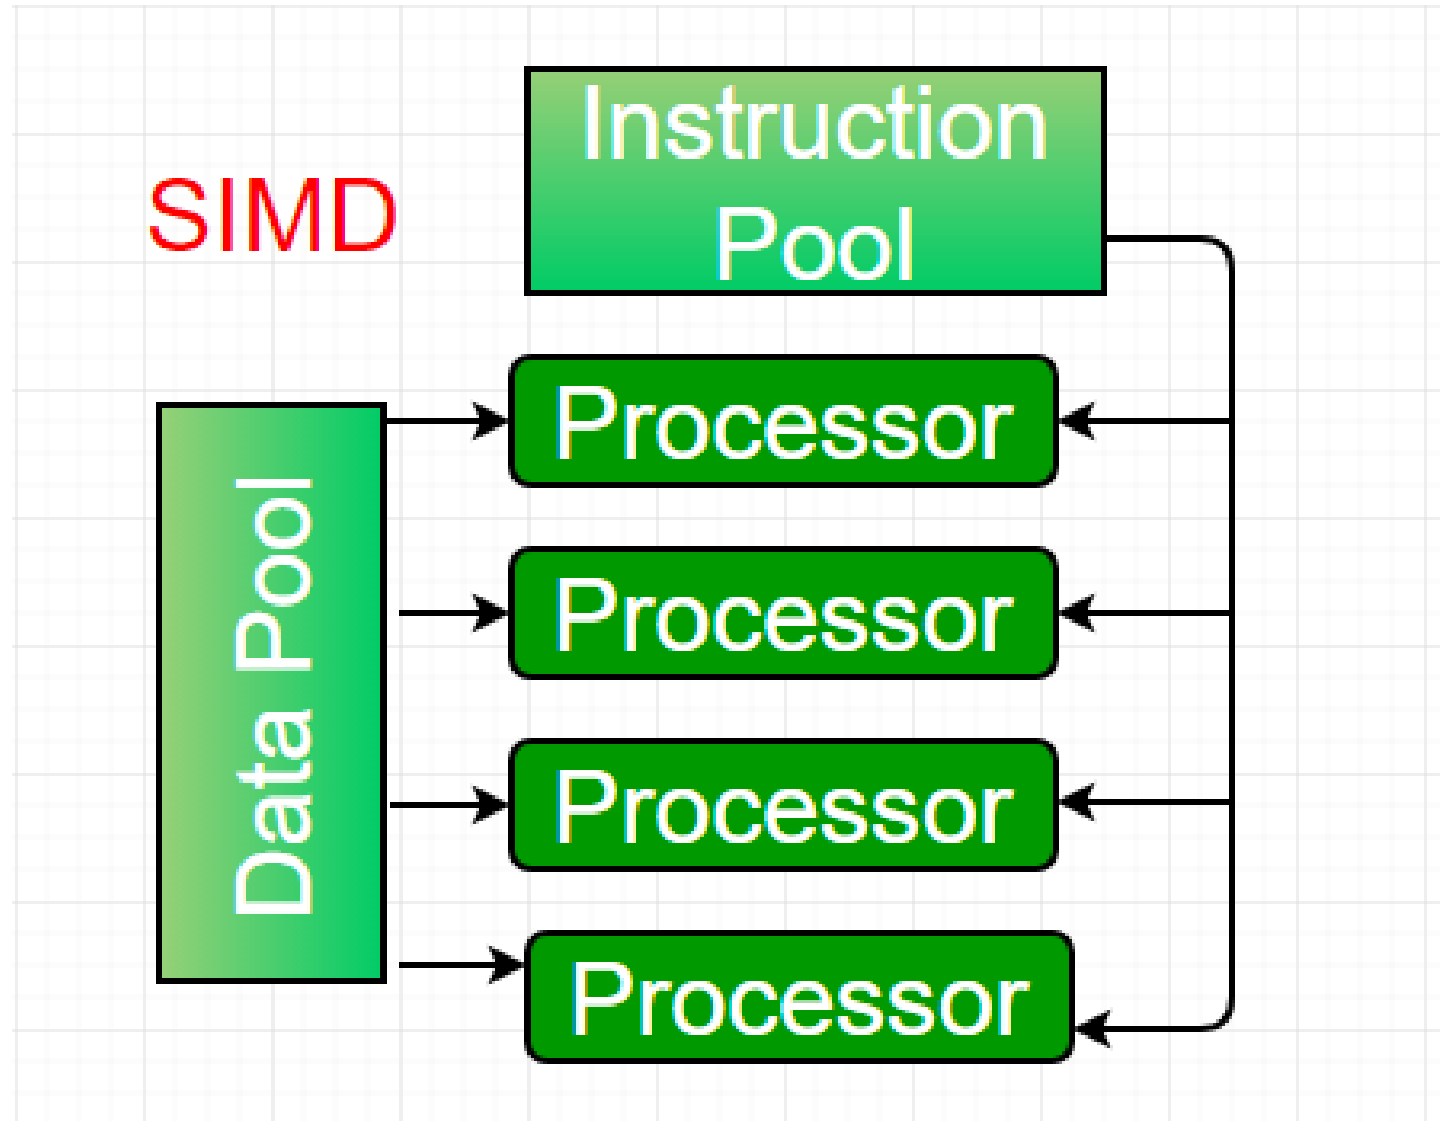 Instruction
Pool
SIMD
Data Pool
Processor
Processor
Processor
Processor